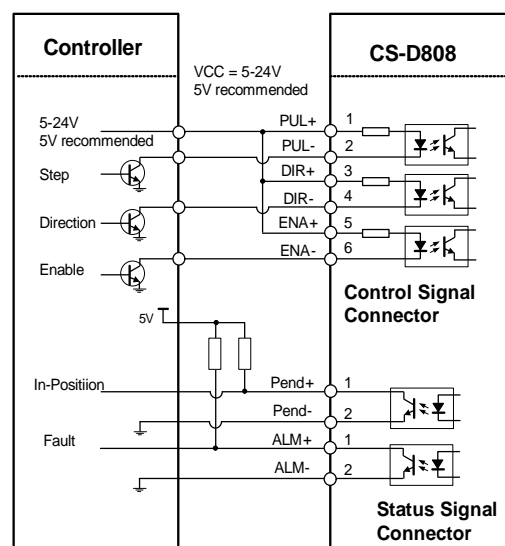 Controller
CS-D808
VCC = 5-24V
5V recommended
5-24V
5V recommended
PUL+ 1
PUL- 2
Step
DIR+ 3
DIR- 4
Direction
ENA+ 5
ENA- 6
Enable
Control Signal
Connector
5V
In-Positiion
Pend+ 1
Pend- 2
Fault
ALM+ 1
ALM- 2
Status Signal
Connector